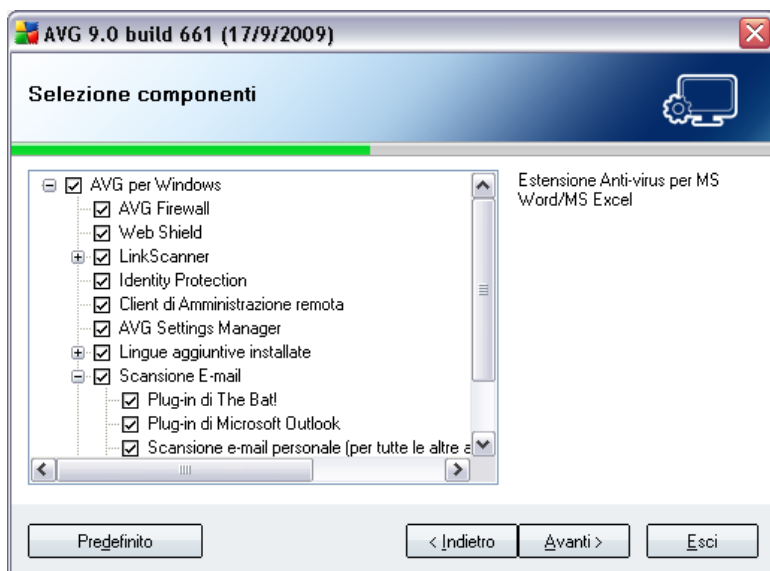 AVG 9.0 build 661 (17/9/2009)
Selezione componenti
AVG per Windows
AVG Firewall
Web Shield
LinkScanner
Identity Protection
Client di Amministrazione remota
AVG Settings Manager
Lingue aggiuntive installate
Scansione E-mail
Plug-in di The Bat!
Plug-in di Microsoft Outlook
Scansione e-mail personale (per tutte le altre a
Estensione Anti-virus per MS
Word/MS Excel
Predefinito
< Indietro
Avanti >
Esci